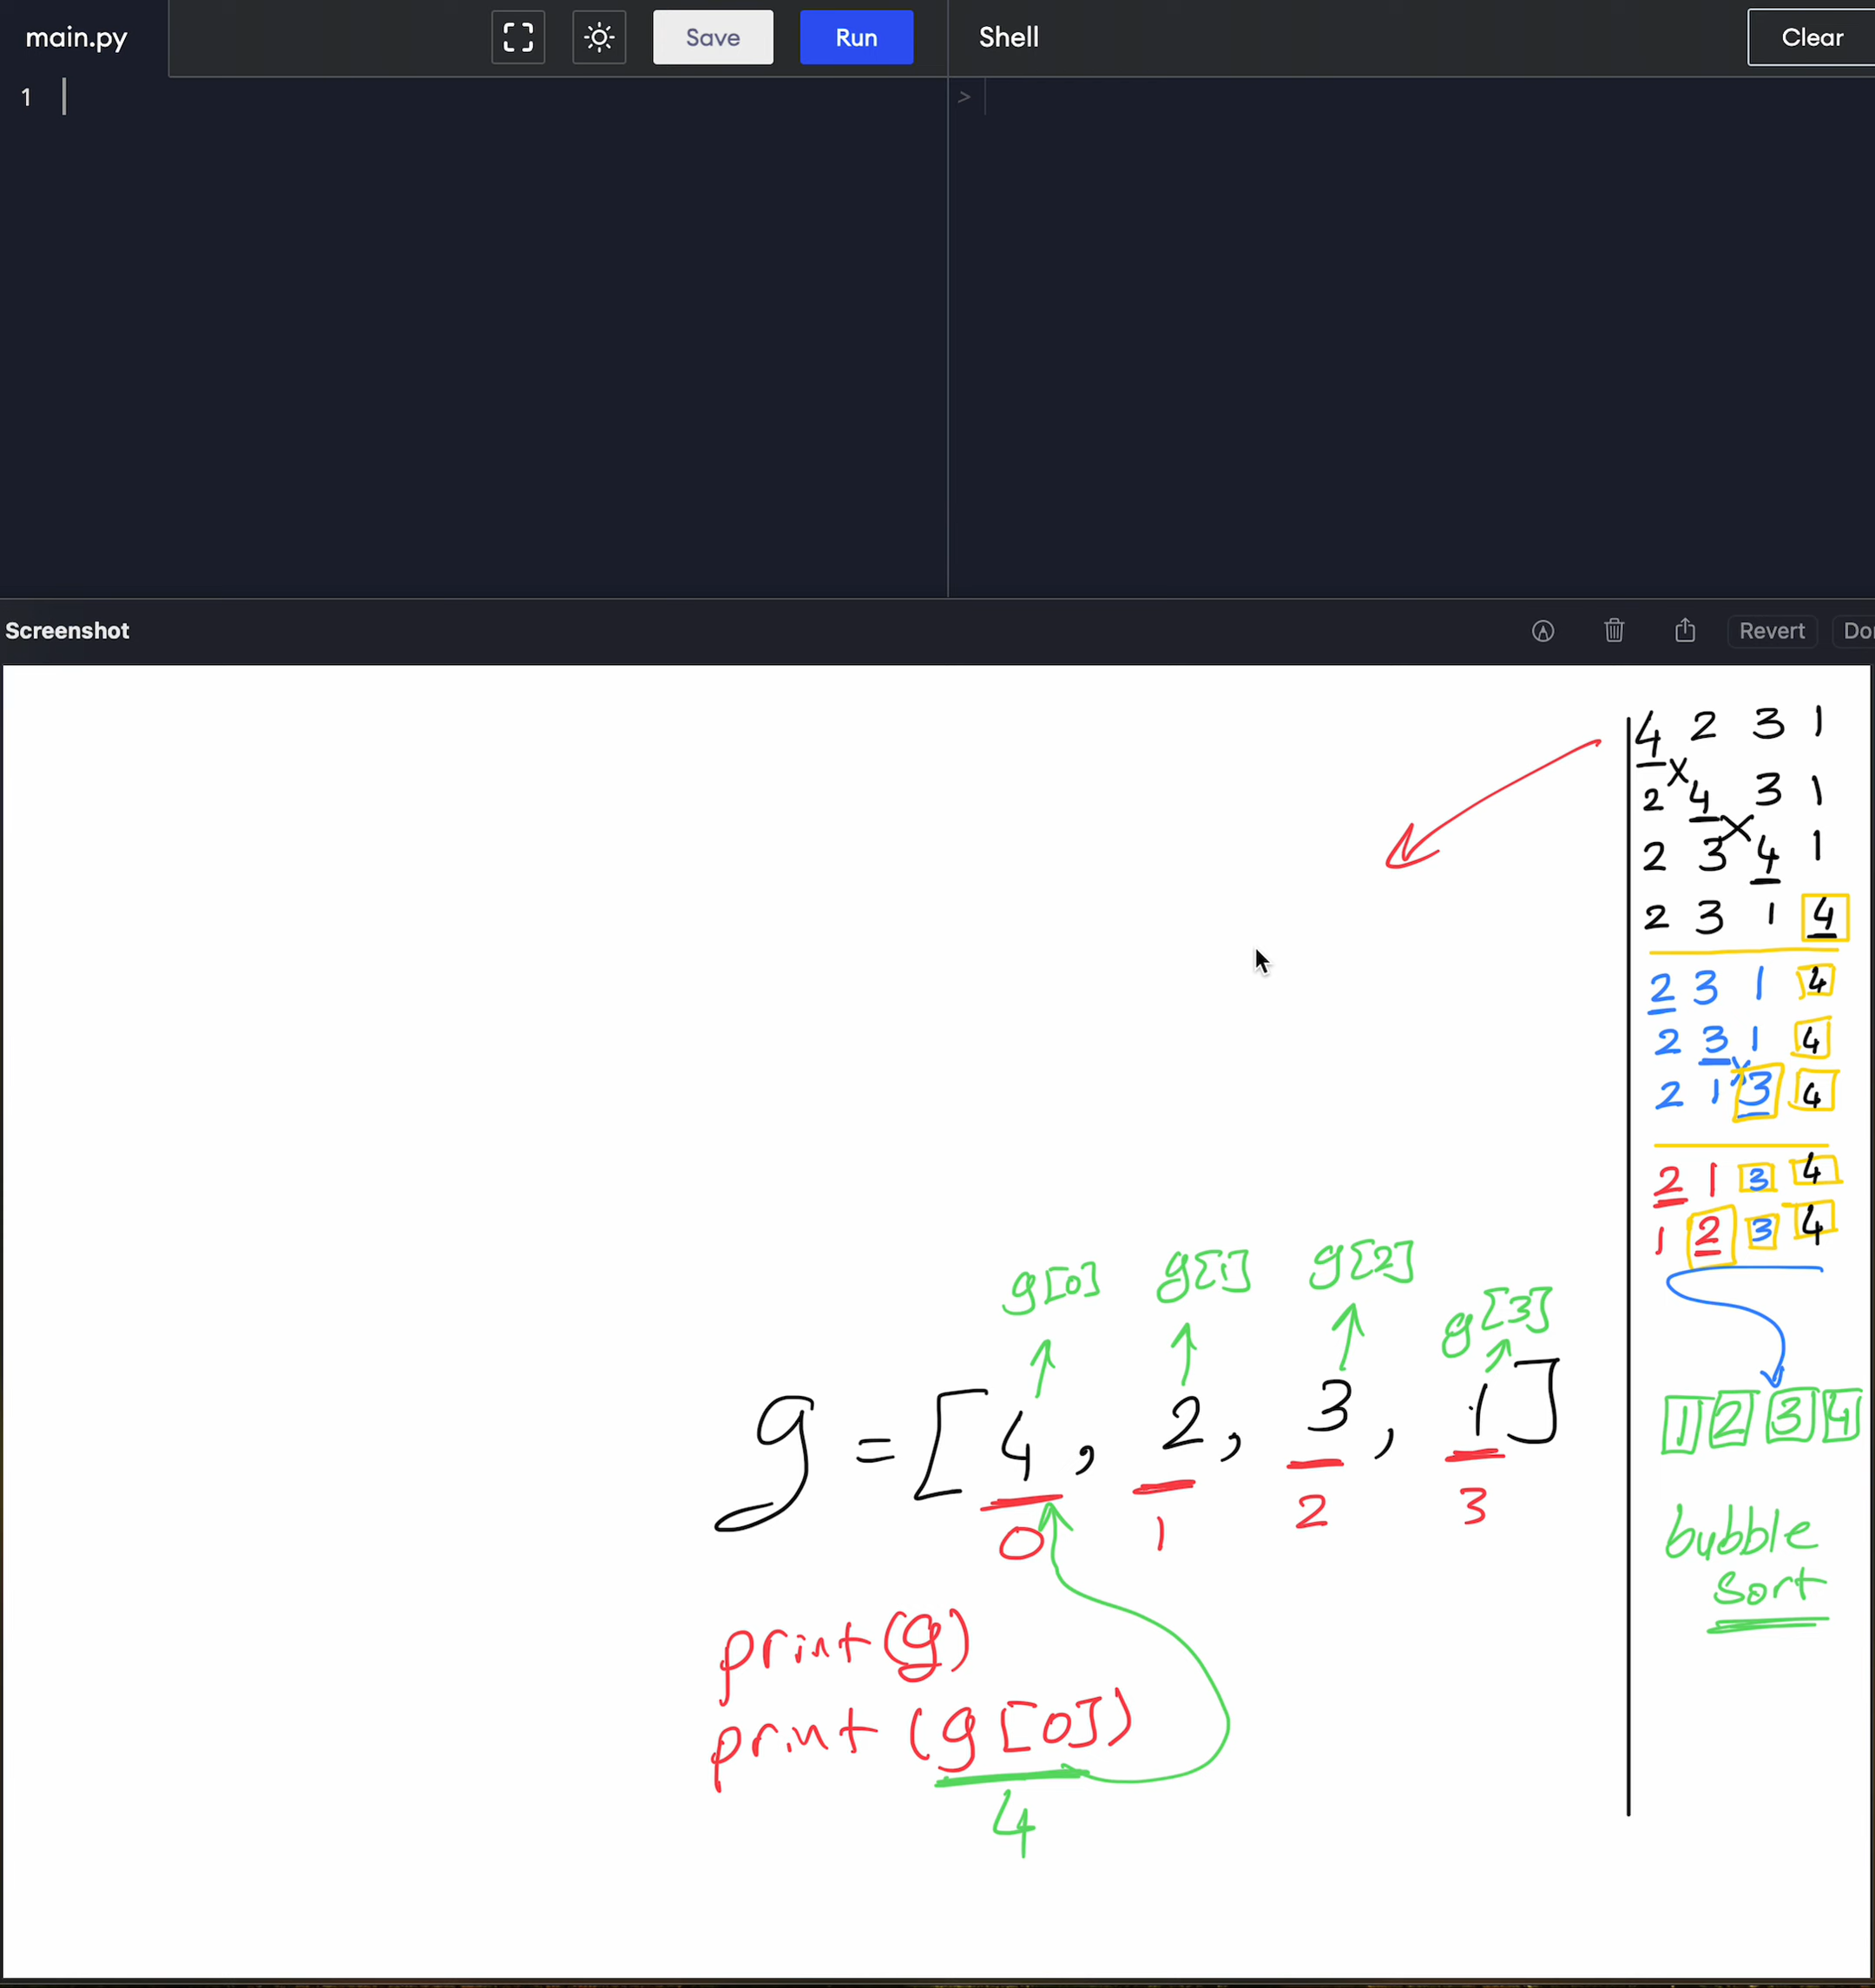 main.py Save Run Shell Clear
1 >
Screenshot Revert Do
4 2 3 1
2 4 3 1
2 3 4 1
2 3 1 4
2 3 1 4
2 3 1 4
2 1 3 4
2 1 3 4
1 2 3 4
1 2 3 4
bubble
sort
g[0] g[1] g[2] g[3]
g = [4, 2, 3, 1]
0 1 2 3
print(g)
print(g[0])
4